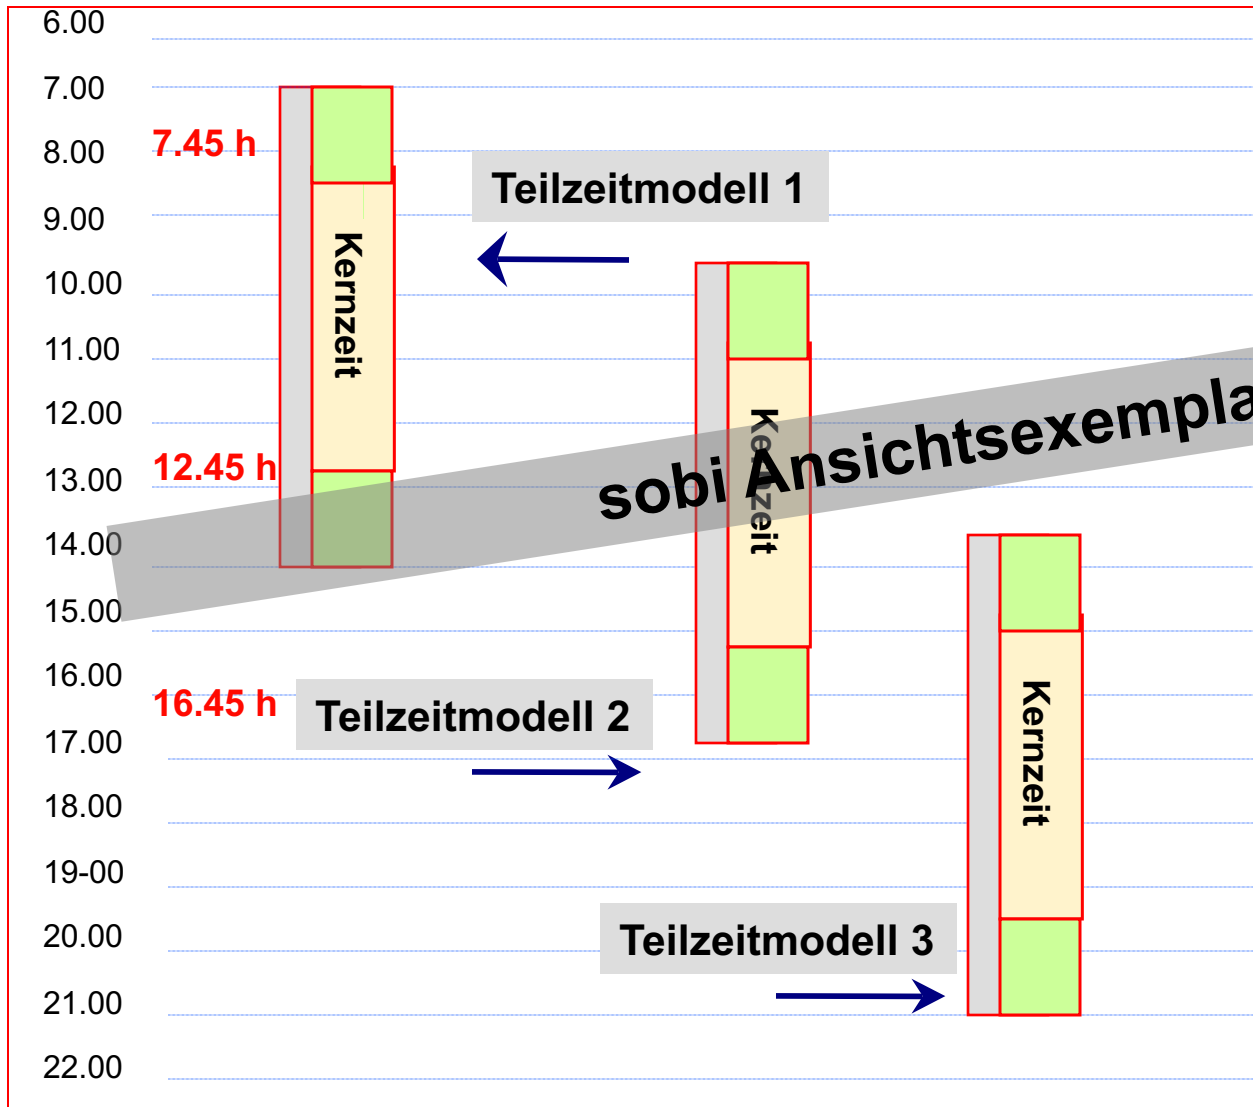 6.00
7.00
7.45 h
8.00
Teilzeitmodell 1
9.00
Kernzeit
10.00
11.00
12.00
sobi Ansichtsexempla
Kernzeit
12.45 h
13.00
14.00
15.00
16.00
16.45 h
Teilzeitmodell 2
17.00
Kernzeit
18.00
19-00
20.00
Teilzeitmodell 3
21.00
22.00